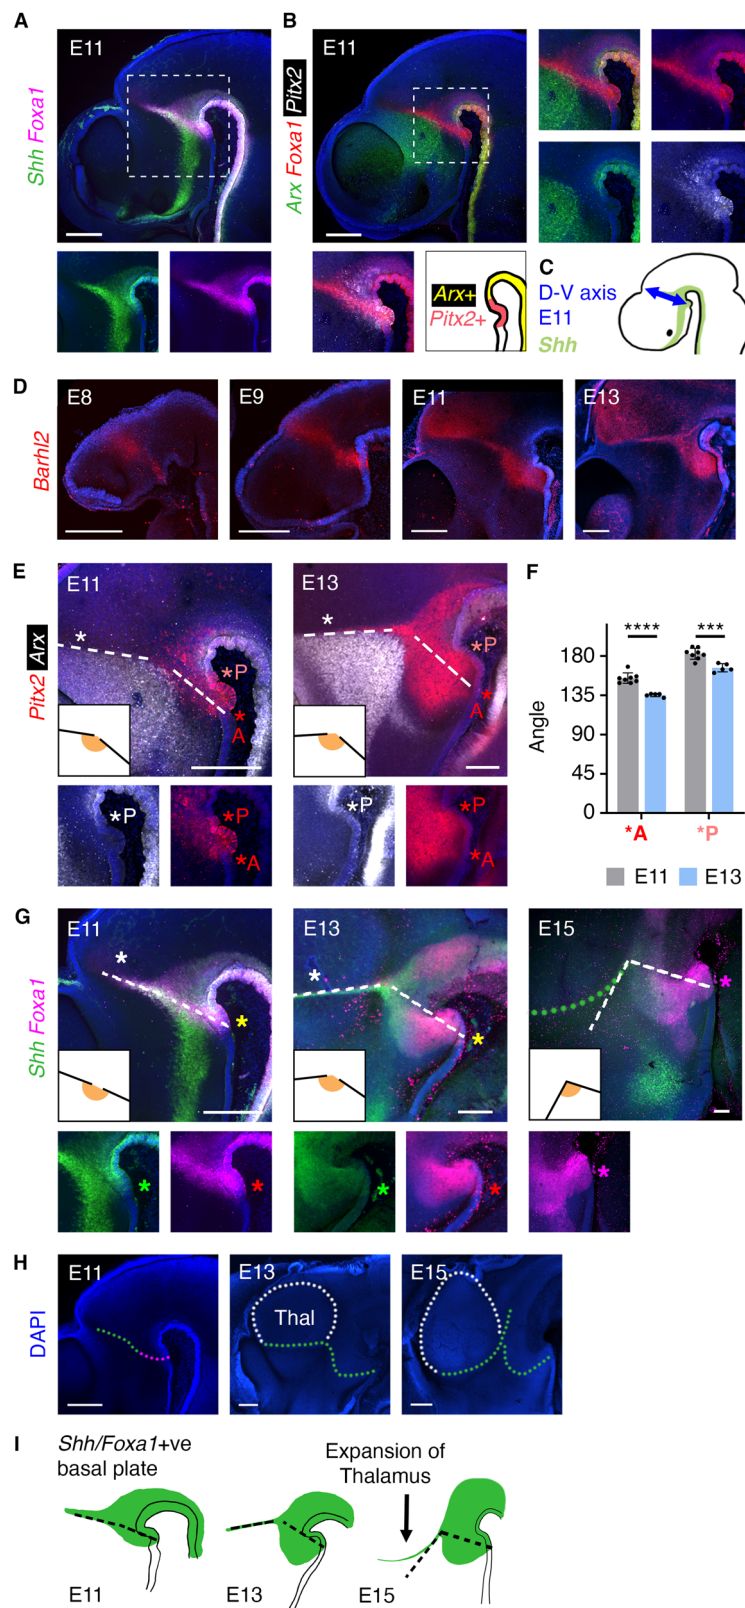 A
E11
Shh Foxa1
B
E11
Arx Foxa1 Pitx2
Arx+
Pitx2+
C
D-V axis
E11
Shh
D
E8
E9
E11
E13
Barhl2
E
E11
E13
Pitx2 Arx
*
*P
*A
*
*P
*A
*P
*P
*A
*P
*P
*A
F
****
***
180
135
90
45
0
Angle
*A
*P
E11
E13
G
E11
E13
E15
Shh Foxa1
*
*
*
*
*
*
*
*
*
*
H
E11
E13
E15
DAPI
Thal
I
Shh/Foxa1+ve
basal plate
Expansion of
Thalamus
E11
E13
E15